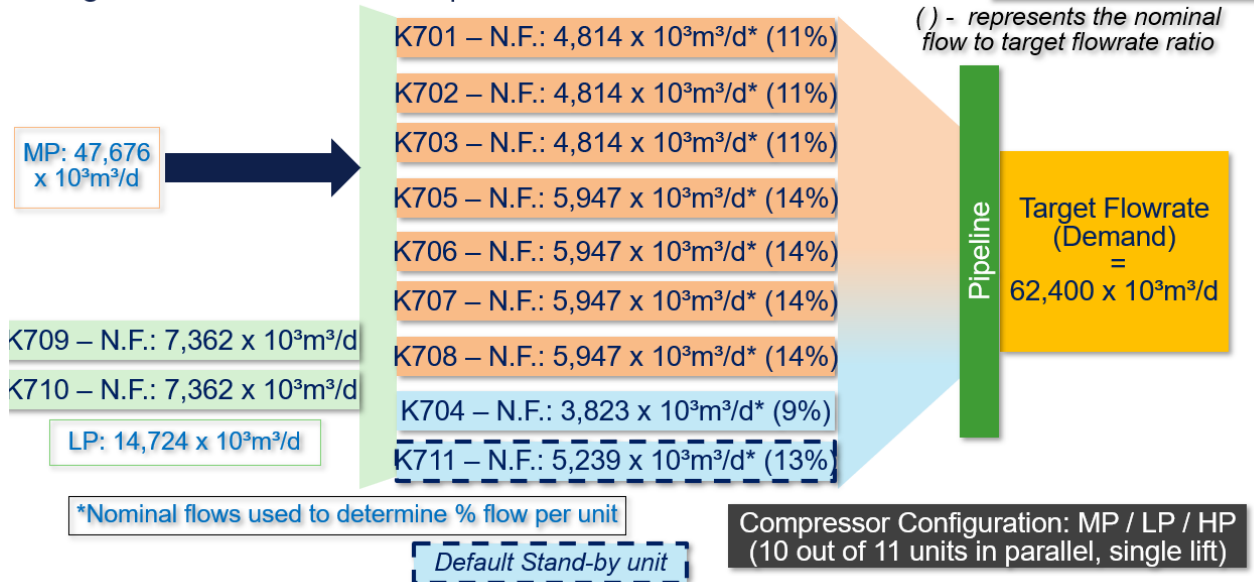 K701 – N.F.: 4,814 x 10³m³/d* (11%)
K702 – N.F.: 4,814 x 10³m³/d* (11%)
K703 – N.F.: 4,814 x 10³m³/d* (11%)
K705 – N.F.: 5,947 x 10³m³/d* (14%)
K706 – N.F.: 5,947 x 10³m³/d* (14%)
K707 – N.F.: 5,947 x 10³m³/d* (14%)
K708 – N.F.: 5,947 x 10³m³/d* (14%)
K704 – N.F.: 3,823 x 10³m³/d* (9%)
K711 – N.F.: 5,239 x 10³m³/d* (13%)
MP: 47,676
x 10³m³/d
K709 – N.F.: 7,362 x 10³m³/d
K710 – N.F.: 7,362 x 10³m³/d
LP: 14,724 x 10³m³/d
*Nominal flows used to determine % flow per unit
Default Stand-by unit
( ) - represents the nominal
flow to target flowrate ratio
Pipeline
Target Flowrate
(Demand)
=
62,400 x 10³m³/d
Compressor Configuration: MP / LP / HP
(10 out of 11 units in parallel, single lift)